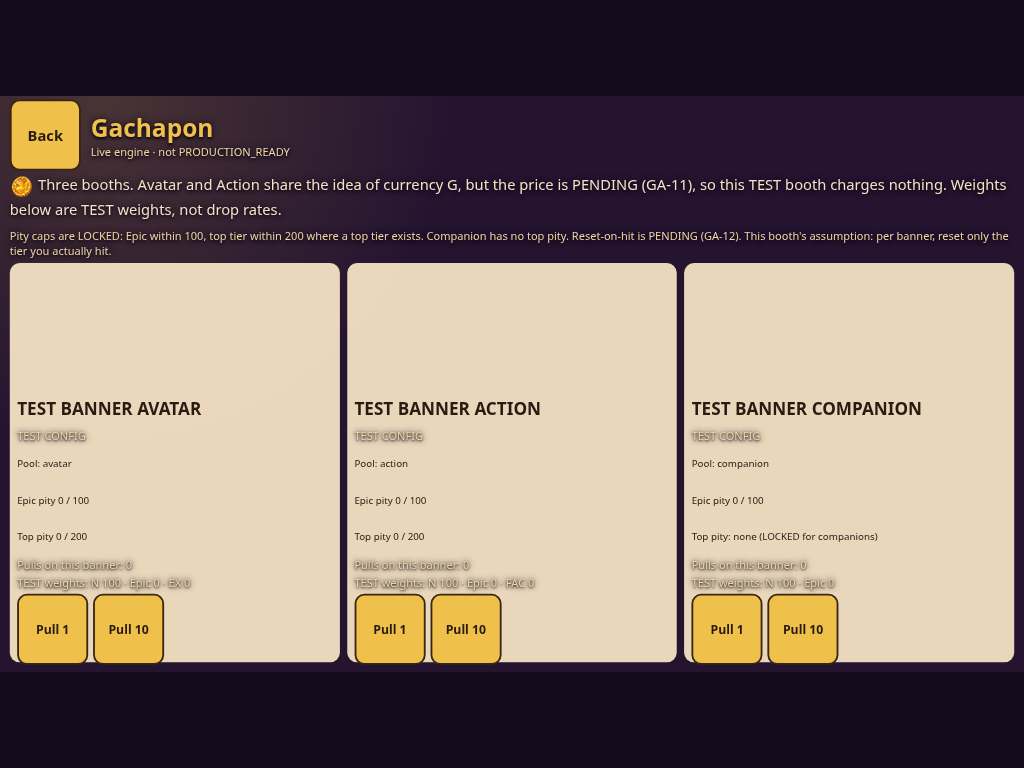 Back
Gachapon
Live engine · not PRODUCTION_READY
Three booths. Avatar and Action share the idea of currency G, but the price is PENDING (GA-11), so this TEST booth charges nothing. Weights
below are TEST weights, not drop rates.
Pity caps are LOCKED: Epic within 100, top tier within 200 where a top tier exists. Companion has no top pity. Reset-on-hit is PENDING (GA-12). This booth's assumption: per banner, reset only the
tier you actually hit.
TEST BANNER AVATAR
TEST CONFIG
Pool: avatar
Epic pity 0 / 100
Top pity 0 / 200
Pulls on this banner: 0
TEST weights: N 100 · Epic 0 · EX 0
Pull 1
Pull 10
TEST BANNER ACTION
TEST CONFIG
Pool: action
Epic pity 0 / 100
Top pity 0 / 200
Pulls on this banner: 0
TEST weights: N 100 · Epic 0 · FAC 0
Pull 1
Pull 10
TEST BANNER COMPANION
TEST CONFIG
Pool: companion
Epic pity 0 / 100
Top pity: none (LOCKED for companions)
Pulls on this banner: 0
TEST weights: N 100 · Epic 0
Pull 1
Pull 10